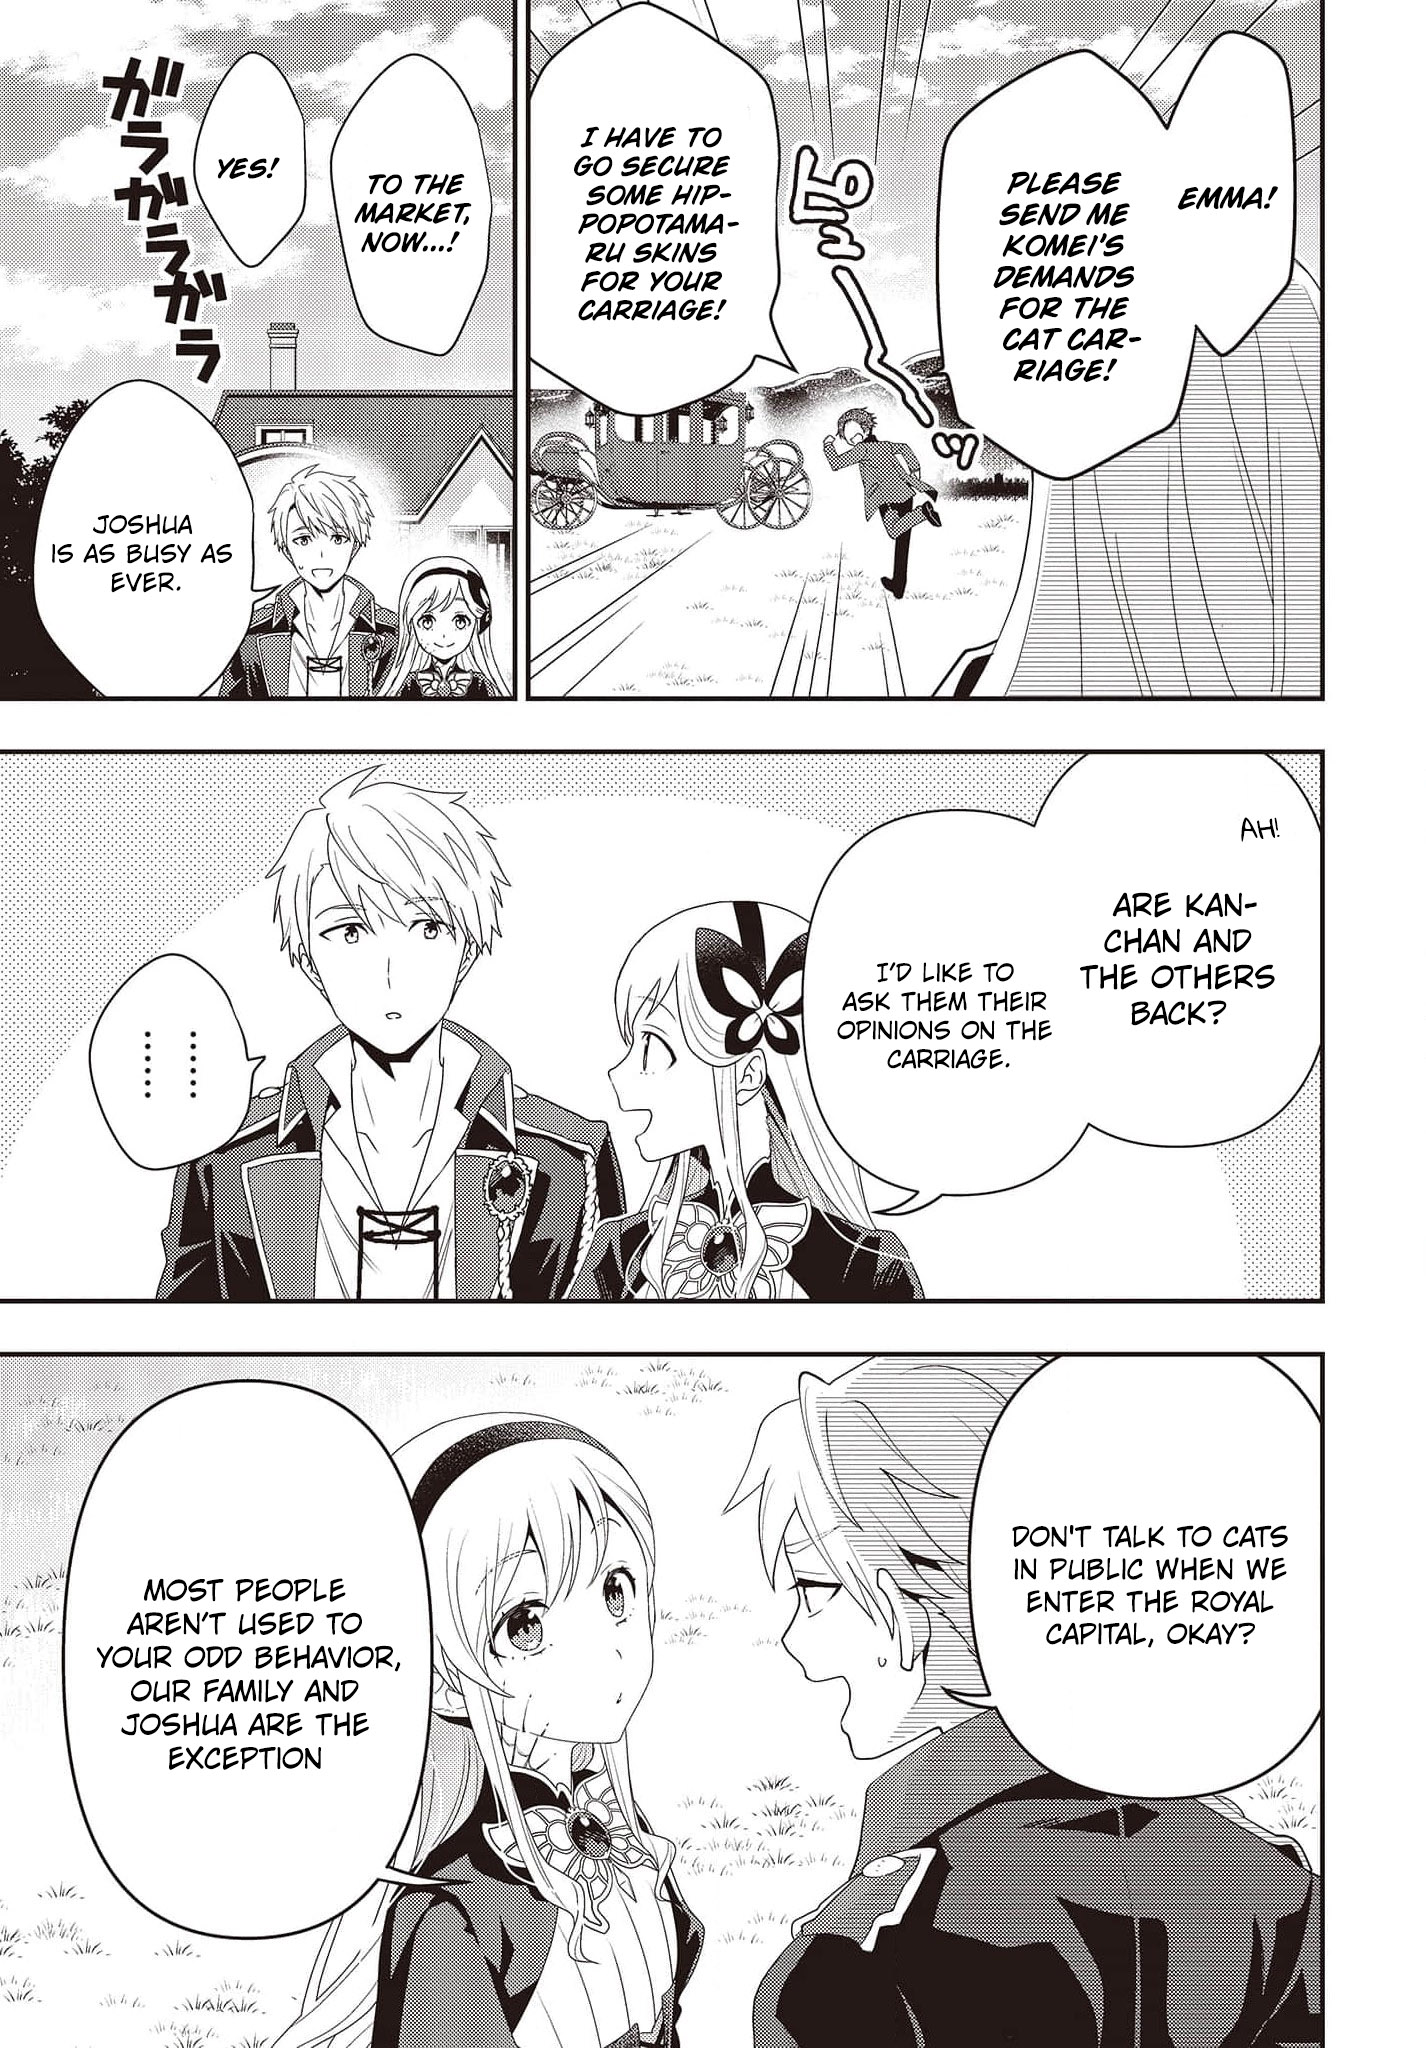 EMMA!
PLEASE
SEND ME
KOMEI'S
DEMANDS
FOR THE
CAT CAR-
RIAGE!
ぴゅーッ
I HAVE TO
GO SECURE
SOME HIP-
POPOTAMA-
RU SKINS
FOR YOUR
CARRIAGE!
TO THE
MARKET,
NOW...!
YES!
ガラガラガラ
JOSHUA
IS AS BUSY AS
EVER.
AH!
ARE KAN-
CHAN AND
THE OTHERS
BACK?
I'D LIKE TO
ASK THEM THEIR
OPINIONS ON THE
CARRIAGE.
……
……
DON'T TALK TO CATS
IN PUBLIC WHEN WE
ENTER THE ROYAL
CAPITAL, OKAY?
MOST PEOPLE
AREN'T USED TO
YOUR ODD BEHAVIOR,
OUR FAMILY AND
JOSHUA ARE THE
EXCEPTION